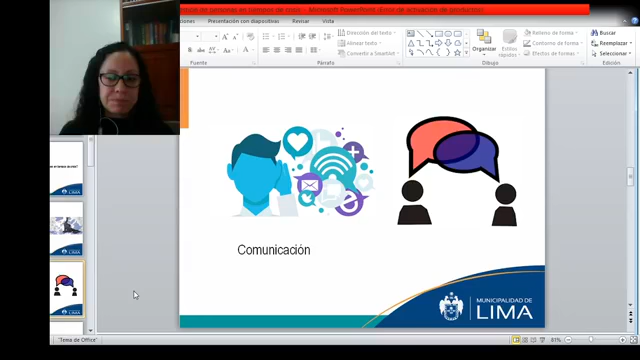 Microsoft PowerPoint (Error de activación de productos)
Presentación con diapositivas
Revisar
Vista
Dirección del texto
Alinear texto
Convertir a SmartArt
Organizar
Estilos rápidos
Relleno de forma
Contorno de forma
Efectos de formas
Buscar
Reemplazar
Seleccionar
Fuente
Párrafo
Dibujo
Edición
Comunicación
MUNICIPALIDAD DE
LIMA
LIMA
LIMA
LIMA
"Tema de Office"